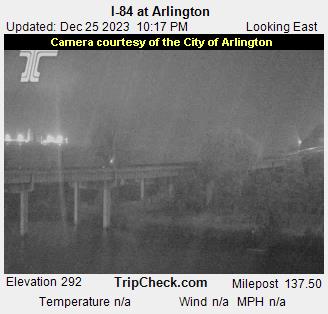 I-84 at Arlington
Updated: Dec 25 2023 10:17 PM Looking East
Camera courtesy of the City of Arlington
Elevation 292 TripCheck.com Milepost 137.50
Temperature n/a Wind n/a MPH n/a